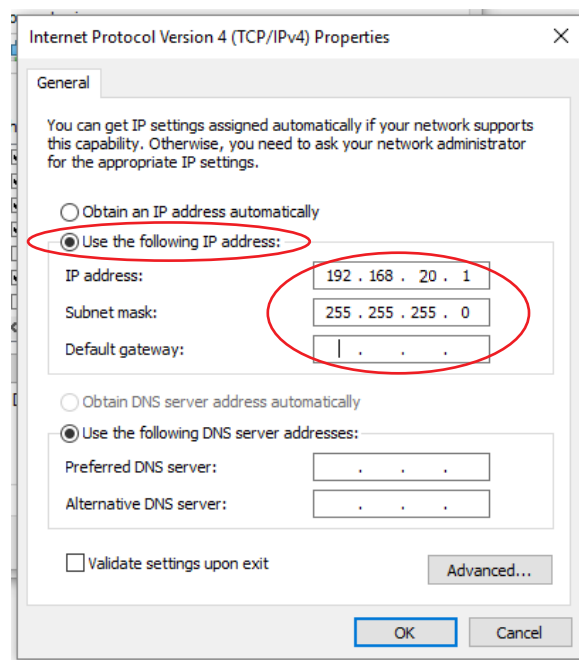 Internet Protocol Version 4 (TCP/IPv4) Properties
General
You can get IP settings assigned automatically if your network supports
this capability. Otherwise, you need to ask your network administrator
for the appropriate IP settings.
Obtain an IP address automatically
Use the following IP address:
IP address: 192 . 168 . 20 . 1
Subnet mask: 255 . 255 . 255 . 0
Default gateway: . . .
Obtain DNS server address automatically
Use the following DNS server addresses:
Preferred DNS server: . . .
Alternative DNS server: . . .
Validate settings upon exit
Advanced...
OK Cancel